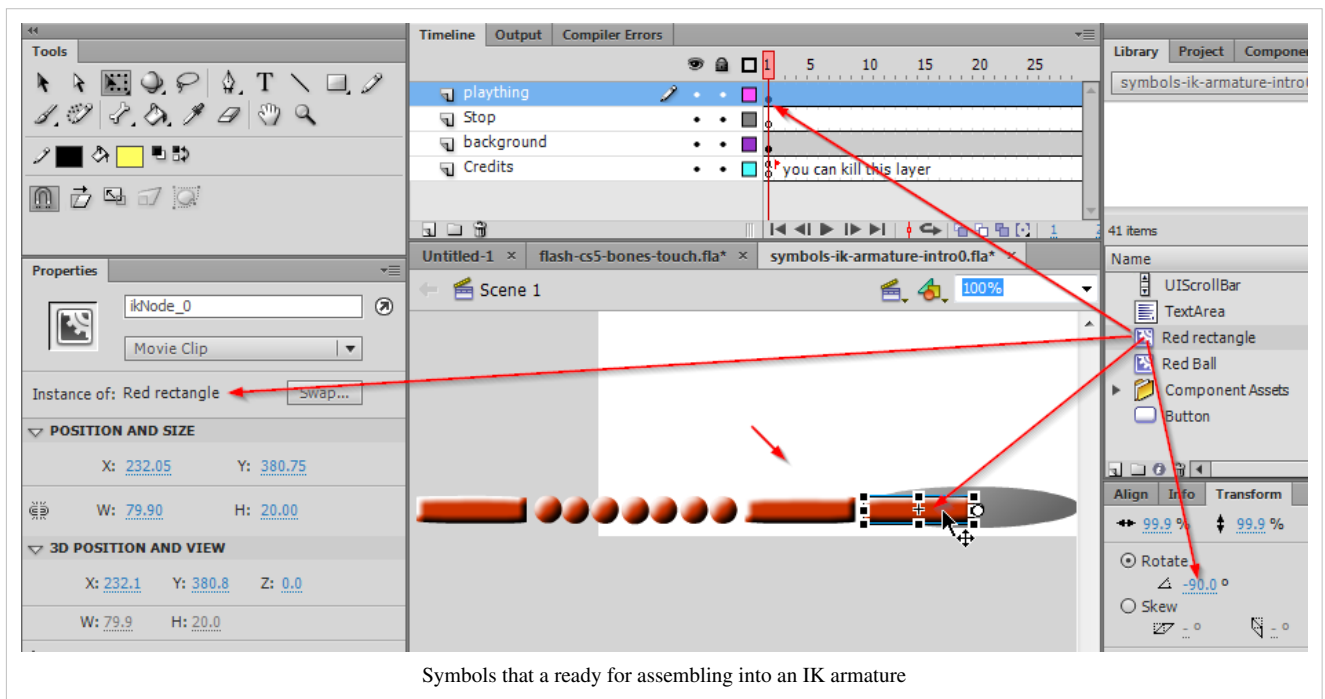 Tools
Properties
ikNode_0
Movie Clip
Instance of: Red rectangle
Swap...
POSITION AND SIZE
X: 232.05 Y: 380.75
W: 79.90 H: 20.00
3D POSITION AND VIEW
X: 232.1 Y: 380.8 Z: 0.0
W: 79.9 H: 20.0
Timeline Output Compiler Errors
1 5 10 15 20 25
plaything
Stop
background
Credits
you can kill this layer
1
Untitled-1 × flash-cs5-bones-touch.fla* × symbols-ik-armature-intro0.fla* ×
Scene 1
100%
Library Project
symbols-ik-armature-intro
41 items
Name
UIScrollBar
TextArea
Red rectangle
Red Ball
Component Assets
Button
Align Info Transform
99.9 % 99.9 %
Rotate
-90.0 °
Skew
- ° - °
Symbols that a ready for assembling into an IK armature